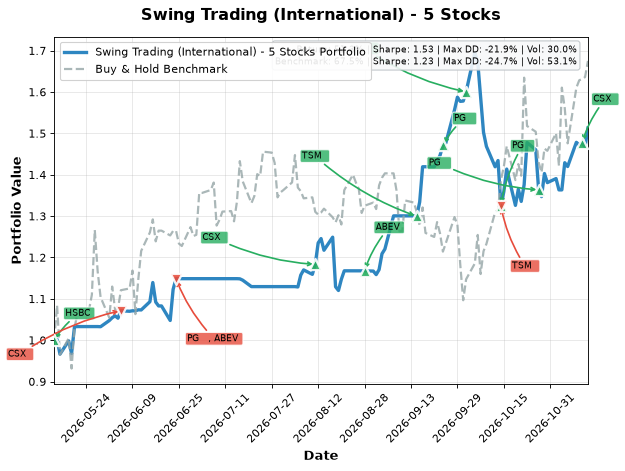 Swing Trading (International) - 5 Stocks
Swing Trading (International) - 5 Stocks Portfolio
Buy & Hold Benchmark
Sharpe: 1.53 | Max DD: -21.9% | Vol: 30.0%
Benchmark: 67.5% | Sharpe: 1.23 | Max DD: -24.7% | Vol: 53.1%
Portfolio Value
1.7
1.6
1.5
1.4
1.3
1.2
1.1
1.0
0.9
CSX
PG
PG
TSM
PG
ABEV
CSX
TSM
HSBC
PG , ABEV
CSX
2026-05-24
2026-06-09
2026-06-25
2026-07-11
2026-07-27
2026-08-12
2026-08-28
2026-09-13
2026-09-29
2026-10-15
2026-10-31
Date